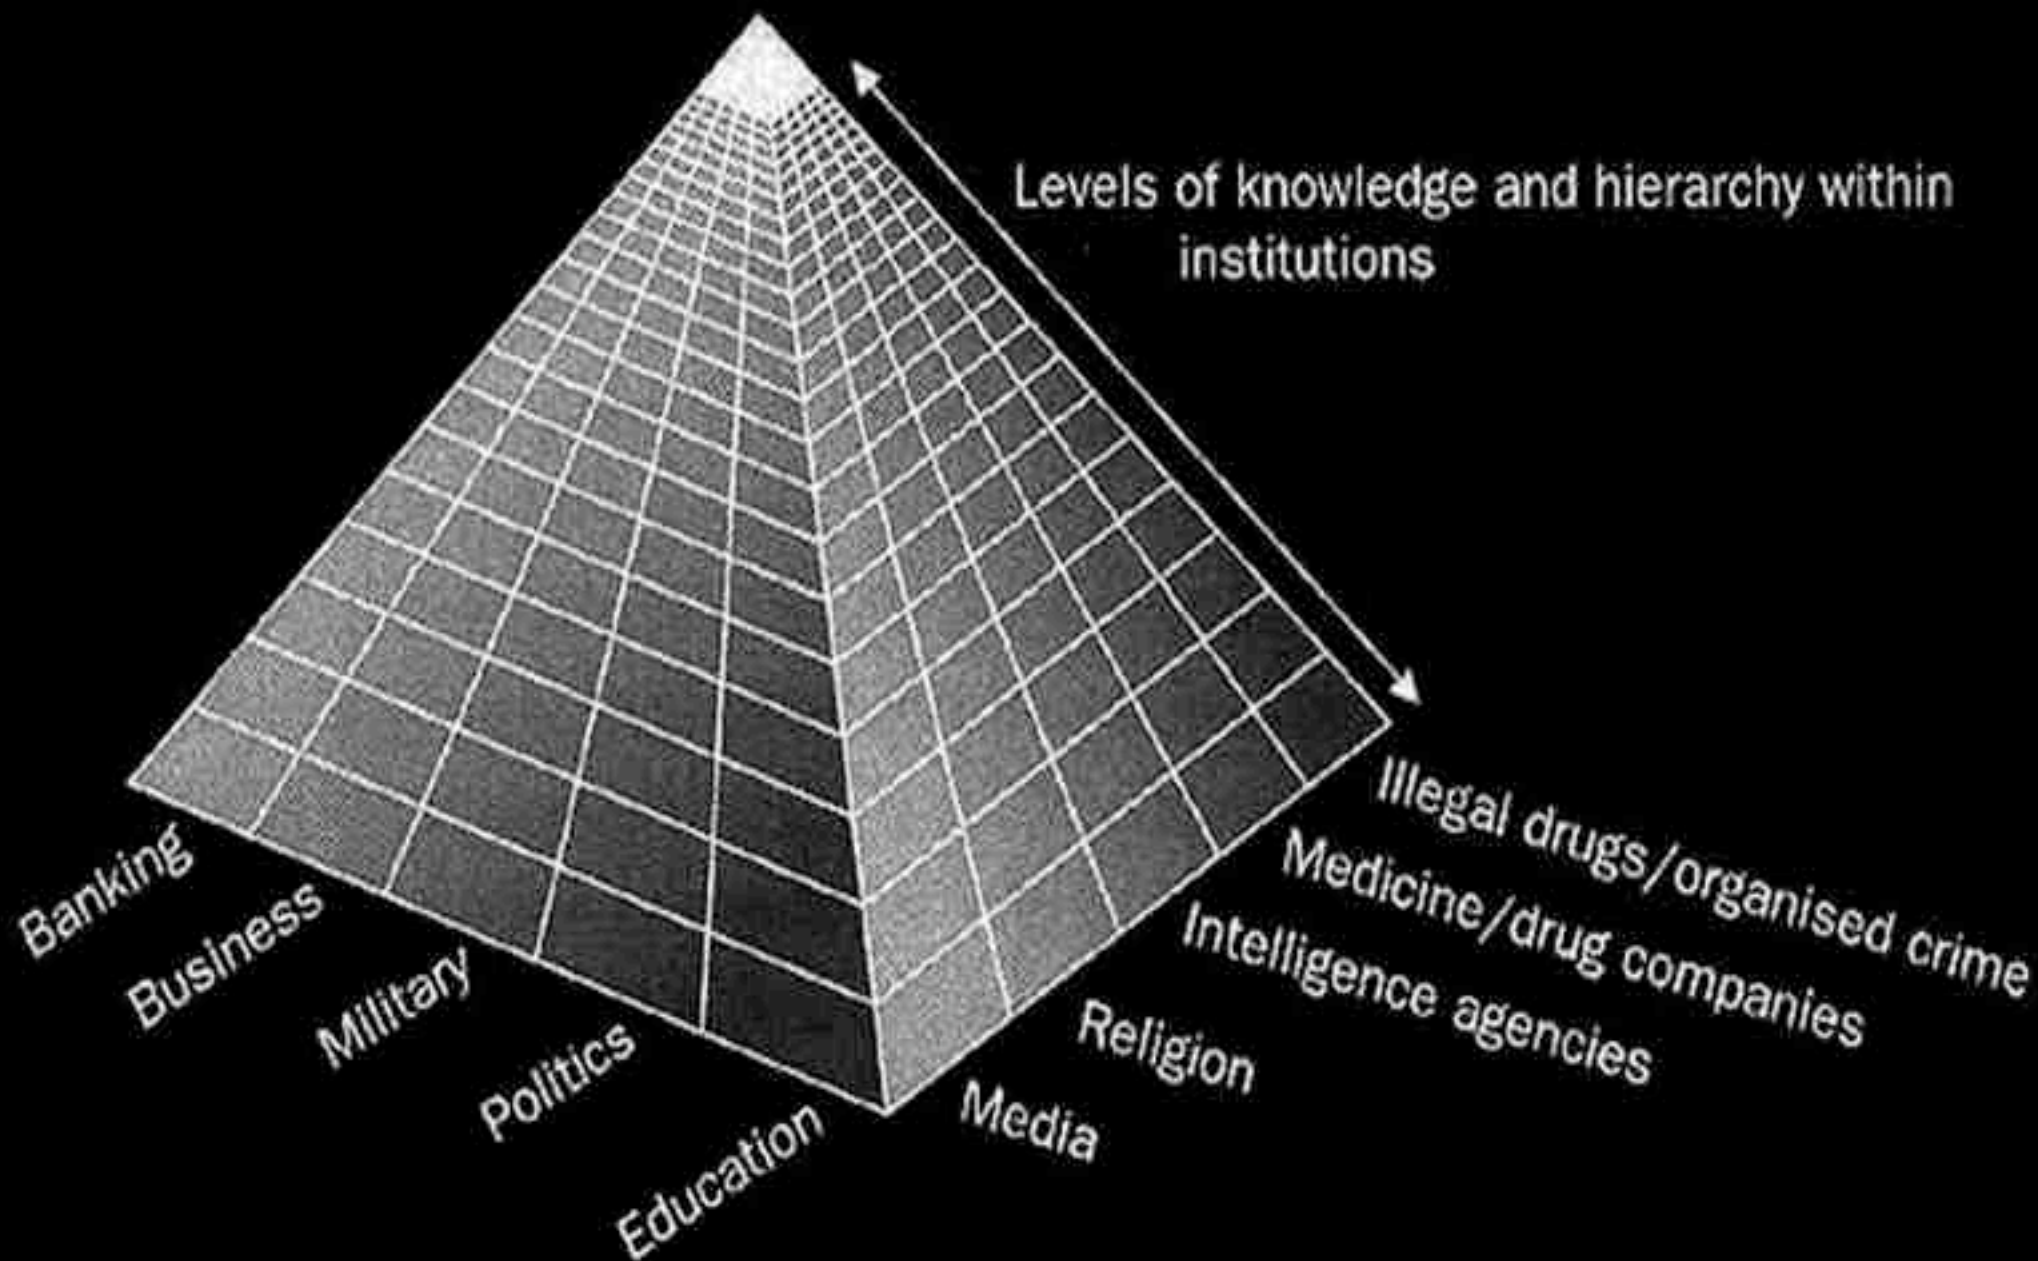 Levels of knowledge and hierarchy within
institutions
Banking
Business
Military
Politics
Education
Media
Religion
Intelligence agencies
Medicine/drug companies
Illegal drugs/organised crime